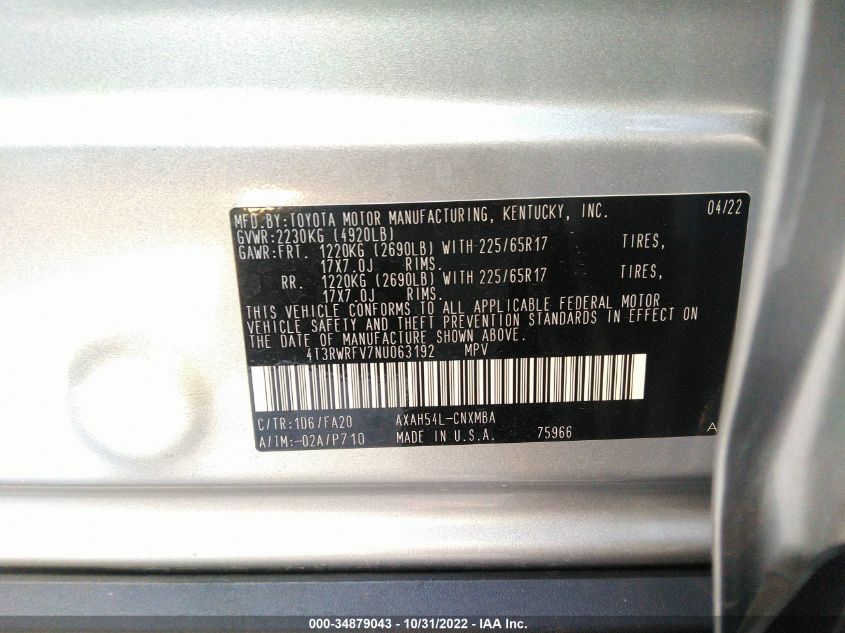 MFD.BY:TOYOTA MOTOR MANUFACTURING, KENTUCKY, INC. 04/22
GVWR:2230KG (4920LB)
GAWR:FRT. 1220KG (2690LB) WITH 225/65R17 TIRES,
17X7.0J RIMS.
RR. 1220KG (2690LB) WITH 225/65R17 TIRES,
17X7.0J RIMS.
THIS VEHICLE CONFORMS TO ALL APPLICABLE FEDERAL MOTOR
VEHICLE SAFETY AND THEFT PREVENTION STANDARDS IN EFFECT ON
THE DATE OF MANUFACTURE SHOWN ABOVE.
4T3RWRFV7NU063192 MPV
C/TR:1D6/FA20 AXAH54L-CNXMBA
A/TM:-02A/P710 MADE IN U.S.A. 75966 A
000-34879043 - 10/31/2022 - IAA Inc.